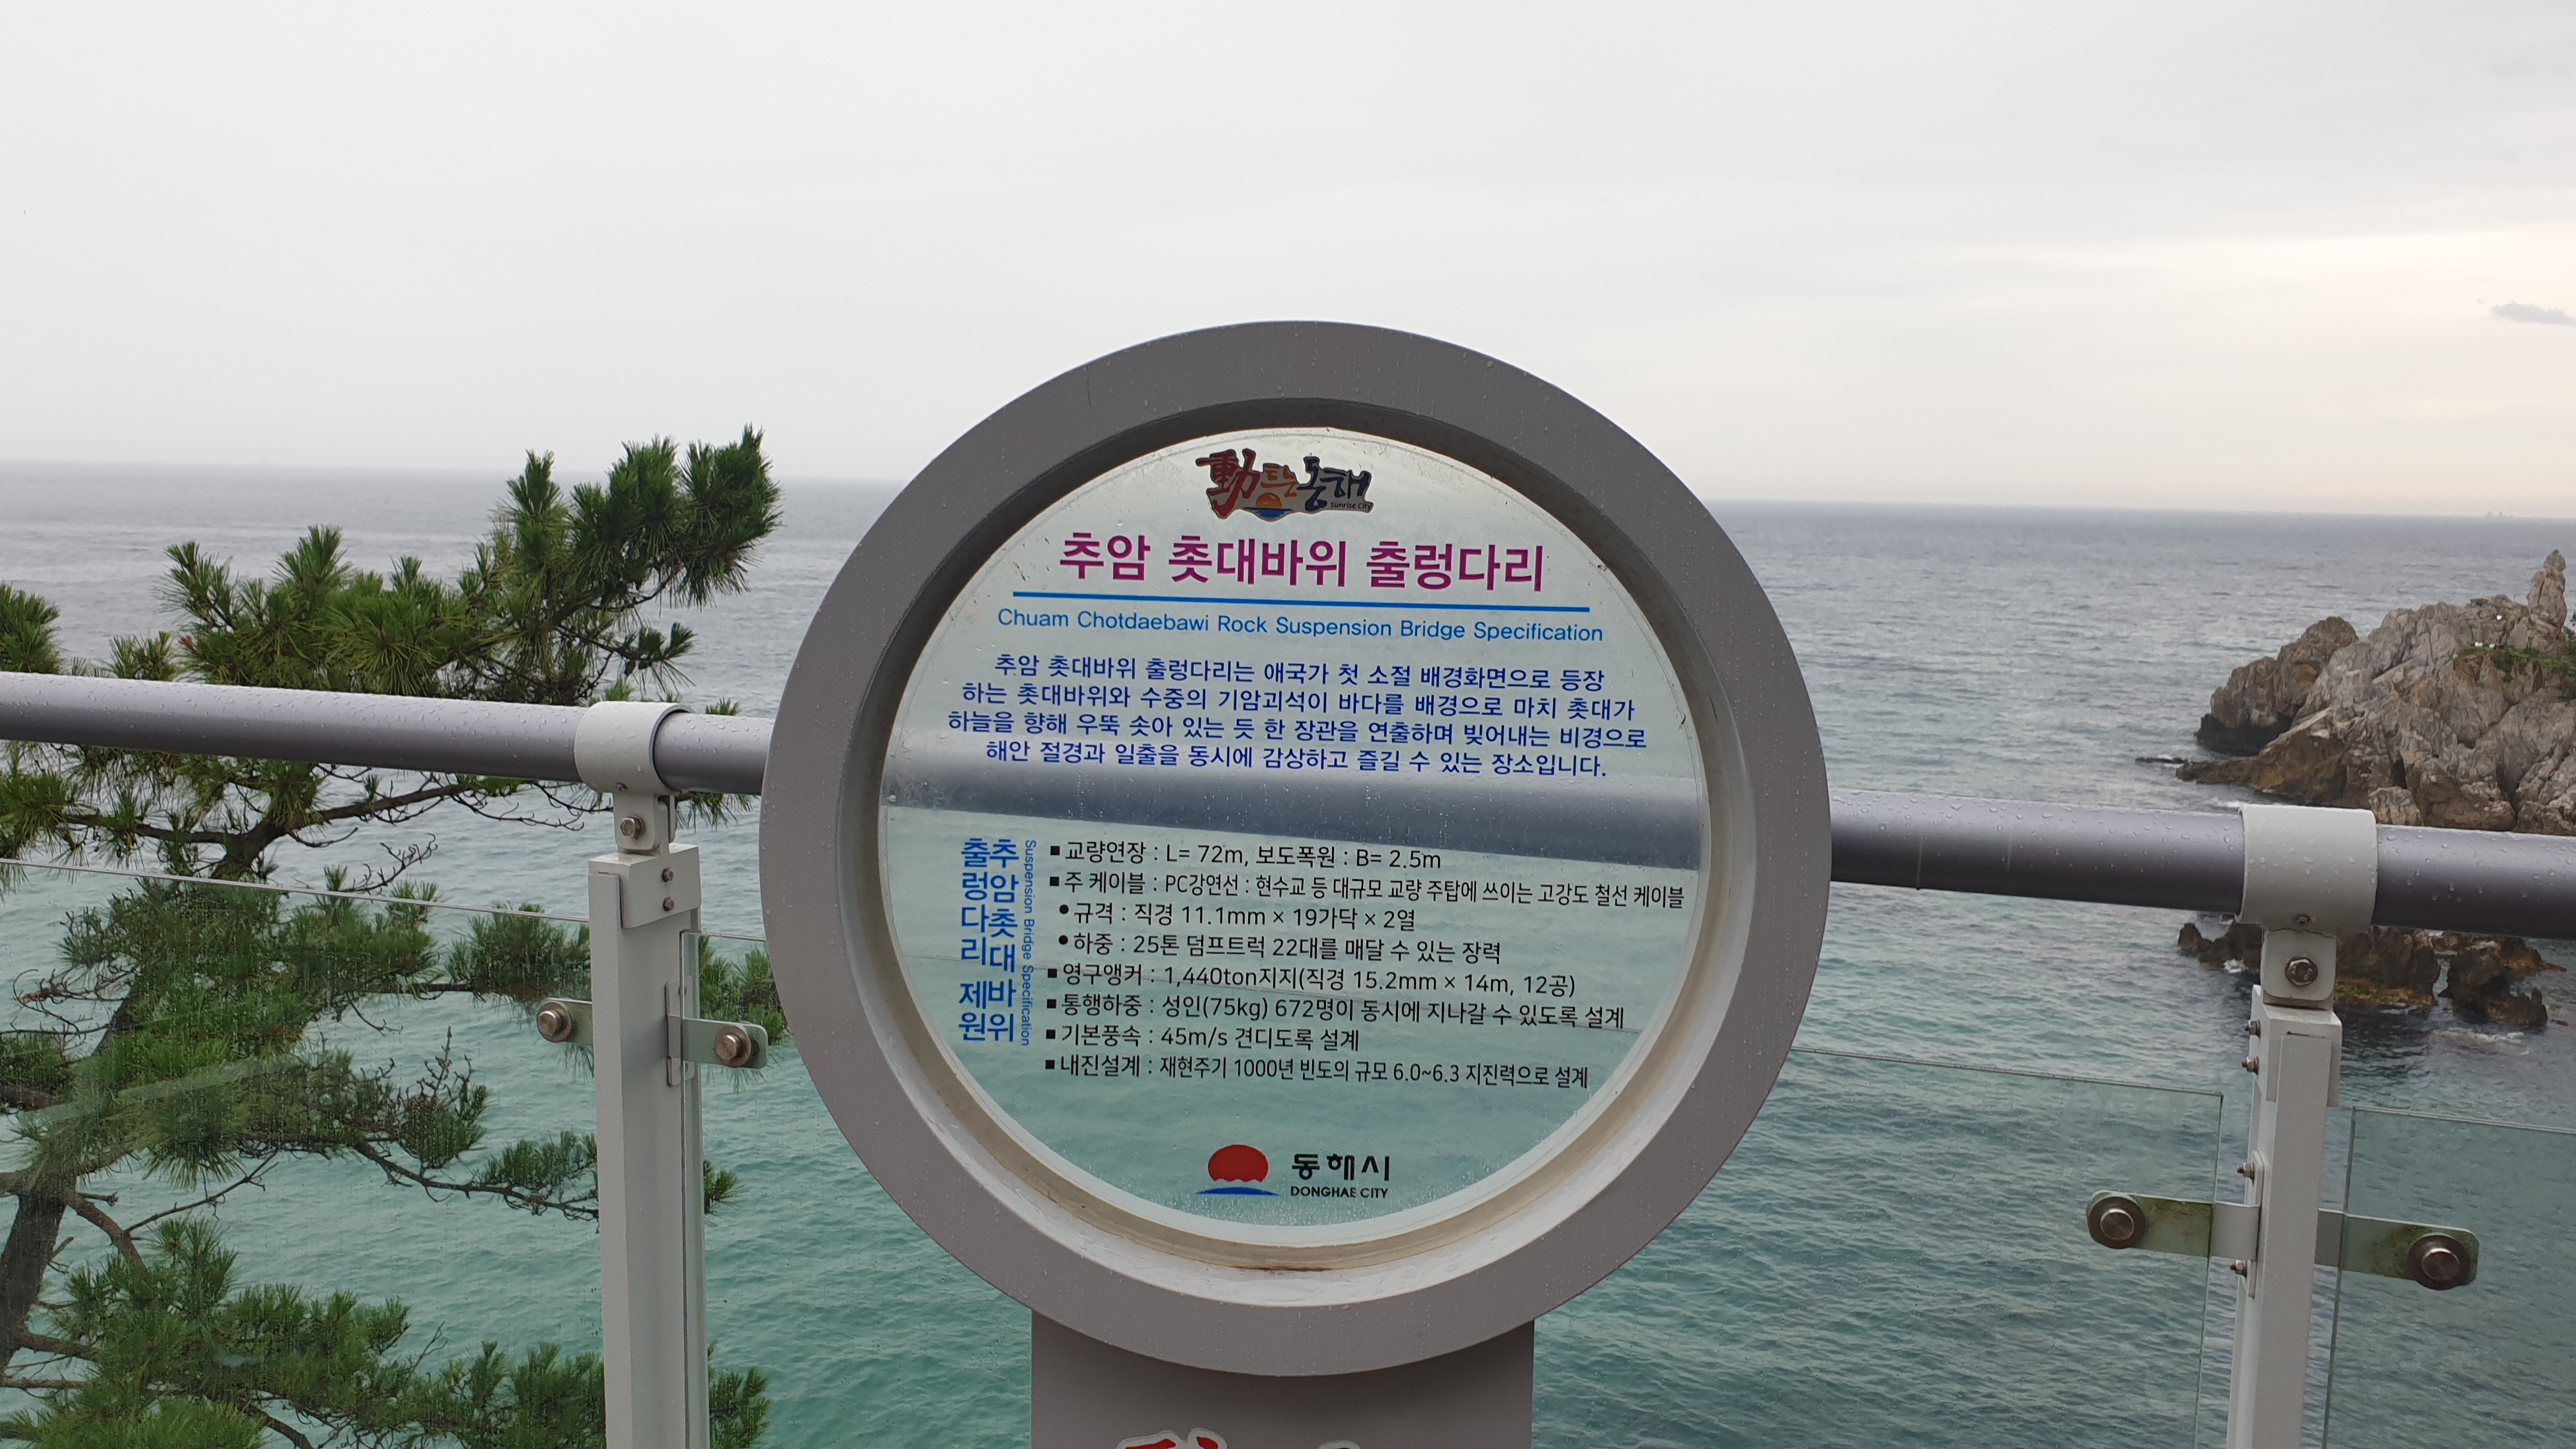 動트는동해
Sunrise City
추암 촛대바위 출렁다리
Chuam Chotdaebawi Rock Suspension Bridge Specification
추암 촛대바위 출렁다리는 애국가 첫 소절 배경화면으로 등장
하는 촛대바위와 수중의 기암괴석이 바다를 배경으로 마치 촛대가
하늘을 향해 우뚝 솟아 있는 듯 한 장관을 연출하며 빚어내는 비경으로
해안 절경과 일출을 동시에 감상하고 즐길 수 있는 장소입니다.
추암촛대바위
출렁다리 제원
Suspension Bridge Specification
■ 교량연장 : L= 72m, 보도폭원 : B= 2.5m
■ 주 케이블 : PC강연선 : 현수교 등 대규모 교량 주탑에 쓰이는 고강도 철선 케이블
● 규격 : 직경 11.1mm × 19가닥 × 2열
● 하중 : 25톤 덤프트럭 22대를 매달 수 있는 장력
■ 영구앵커 : 1,440ton지지(직경 15.2mm × 14m, 12공)
■ 통행하중 : 성인(75kg) 672명이 동시에 지나갈 수 있도록 설계
■ 기본풍속 : 45m/s 견디도록 설계
■ 내진설계 : 재현주기 1000년 빈도의 규모 6.0~6.3 지진력으로 설계
동해시
DONGHAE CITY